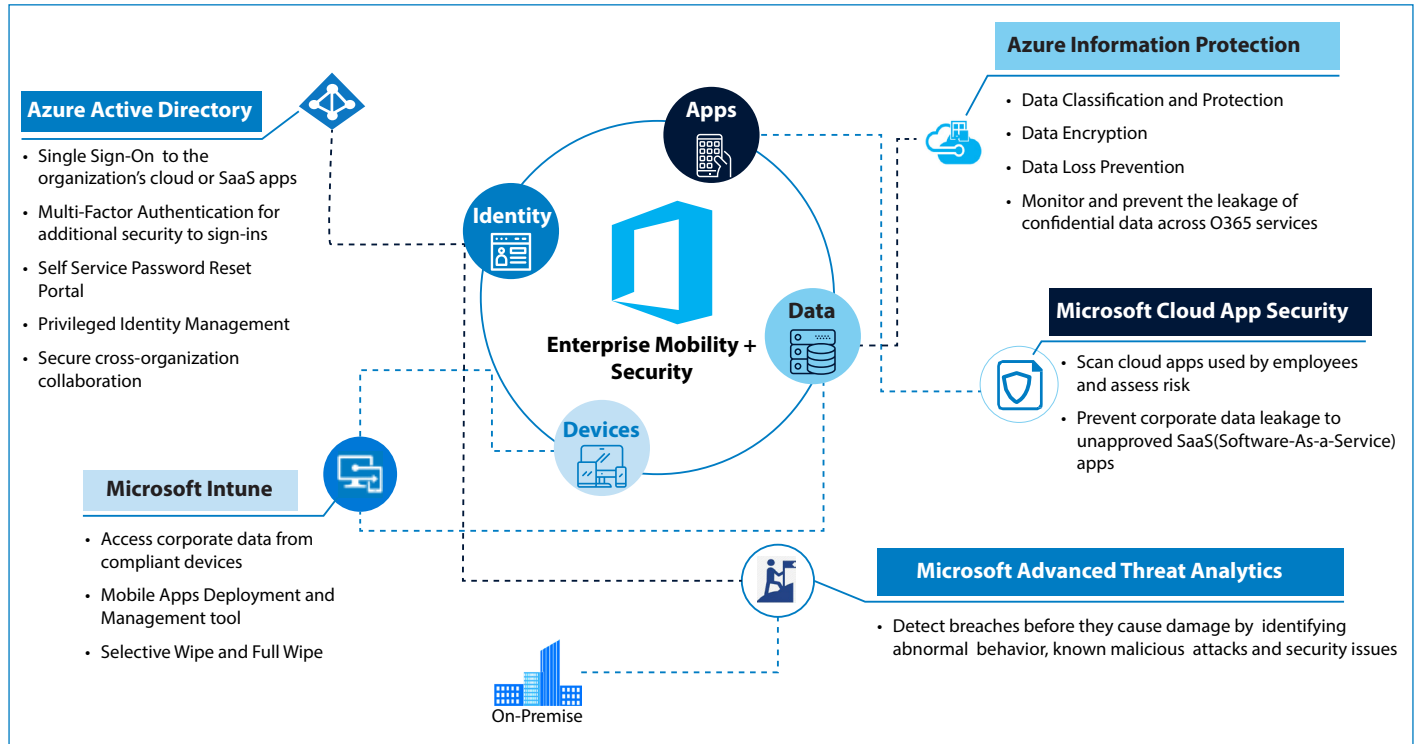 Azure Active Directory
• Single Sign-On to the
organization's cloud or SaaS apps
• Multi-Factor Authentication for
additional security to sign-ins
• Self Service Password Reset
Portal
• Privileged Identity Management
• Secure cross-organization
collaboration
Microsoft Intune
• Access corporate data from
compliant devices
• Mobile Apps Deployment and
Management tool
• Selective Wipe and Full Wipe
Apps
Identity
Data
Enterprise Mobility +
Security
Devices
On-Premise
Azure Information Protection
• Data Classification and Protection
• Data Encryption
• Data Loss Prevention
• Monitor and prevent the leakage of
confidential data across O365 services
Microsoft Cloud App Security
• Scan cloud apps used by employees
and assess risk
• Prevent corporate data leakage to
unapproved SaaS(Software-As-a-Service)
apps
Microsoft Advanced Threat Analytics
• Detect breaches before they cause damage by identifying
abnormal behavior, known malicious attacks and security issues